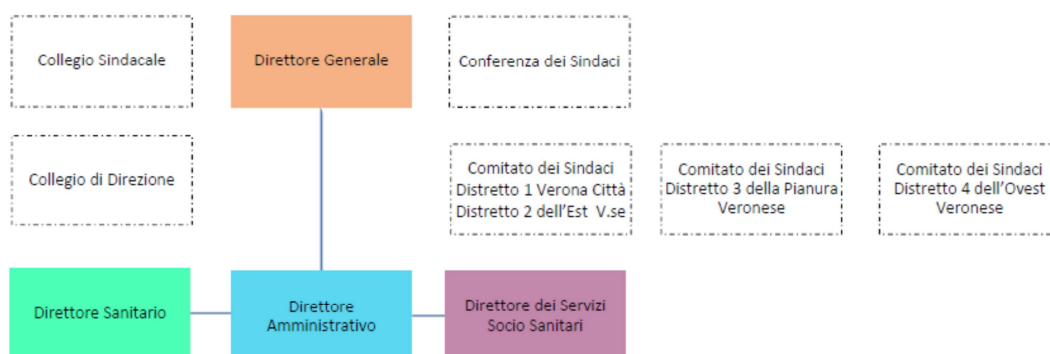 Collegio Sindacale
Direttore Generale
Conferenza dei Sindaci
Collegio di Direzione
Comitato dei Sindaci
Distretto 1 Verona Città
Distretto 2 dell'Est V.se
Comitato dei Sindaci
Distretto 3 della Pianura
Veronese
Comitato dei Sindaci
Distretto 4 dell'Ovest
Veronese
Direttore Sanitario
Direttore
Amministrativo
Direttore dei Servizi
Socio Sanitari